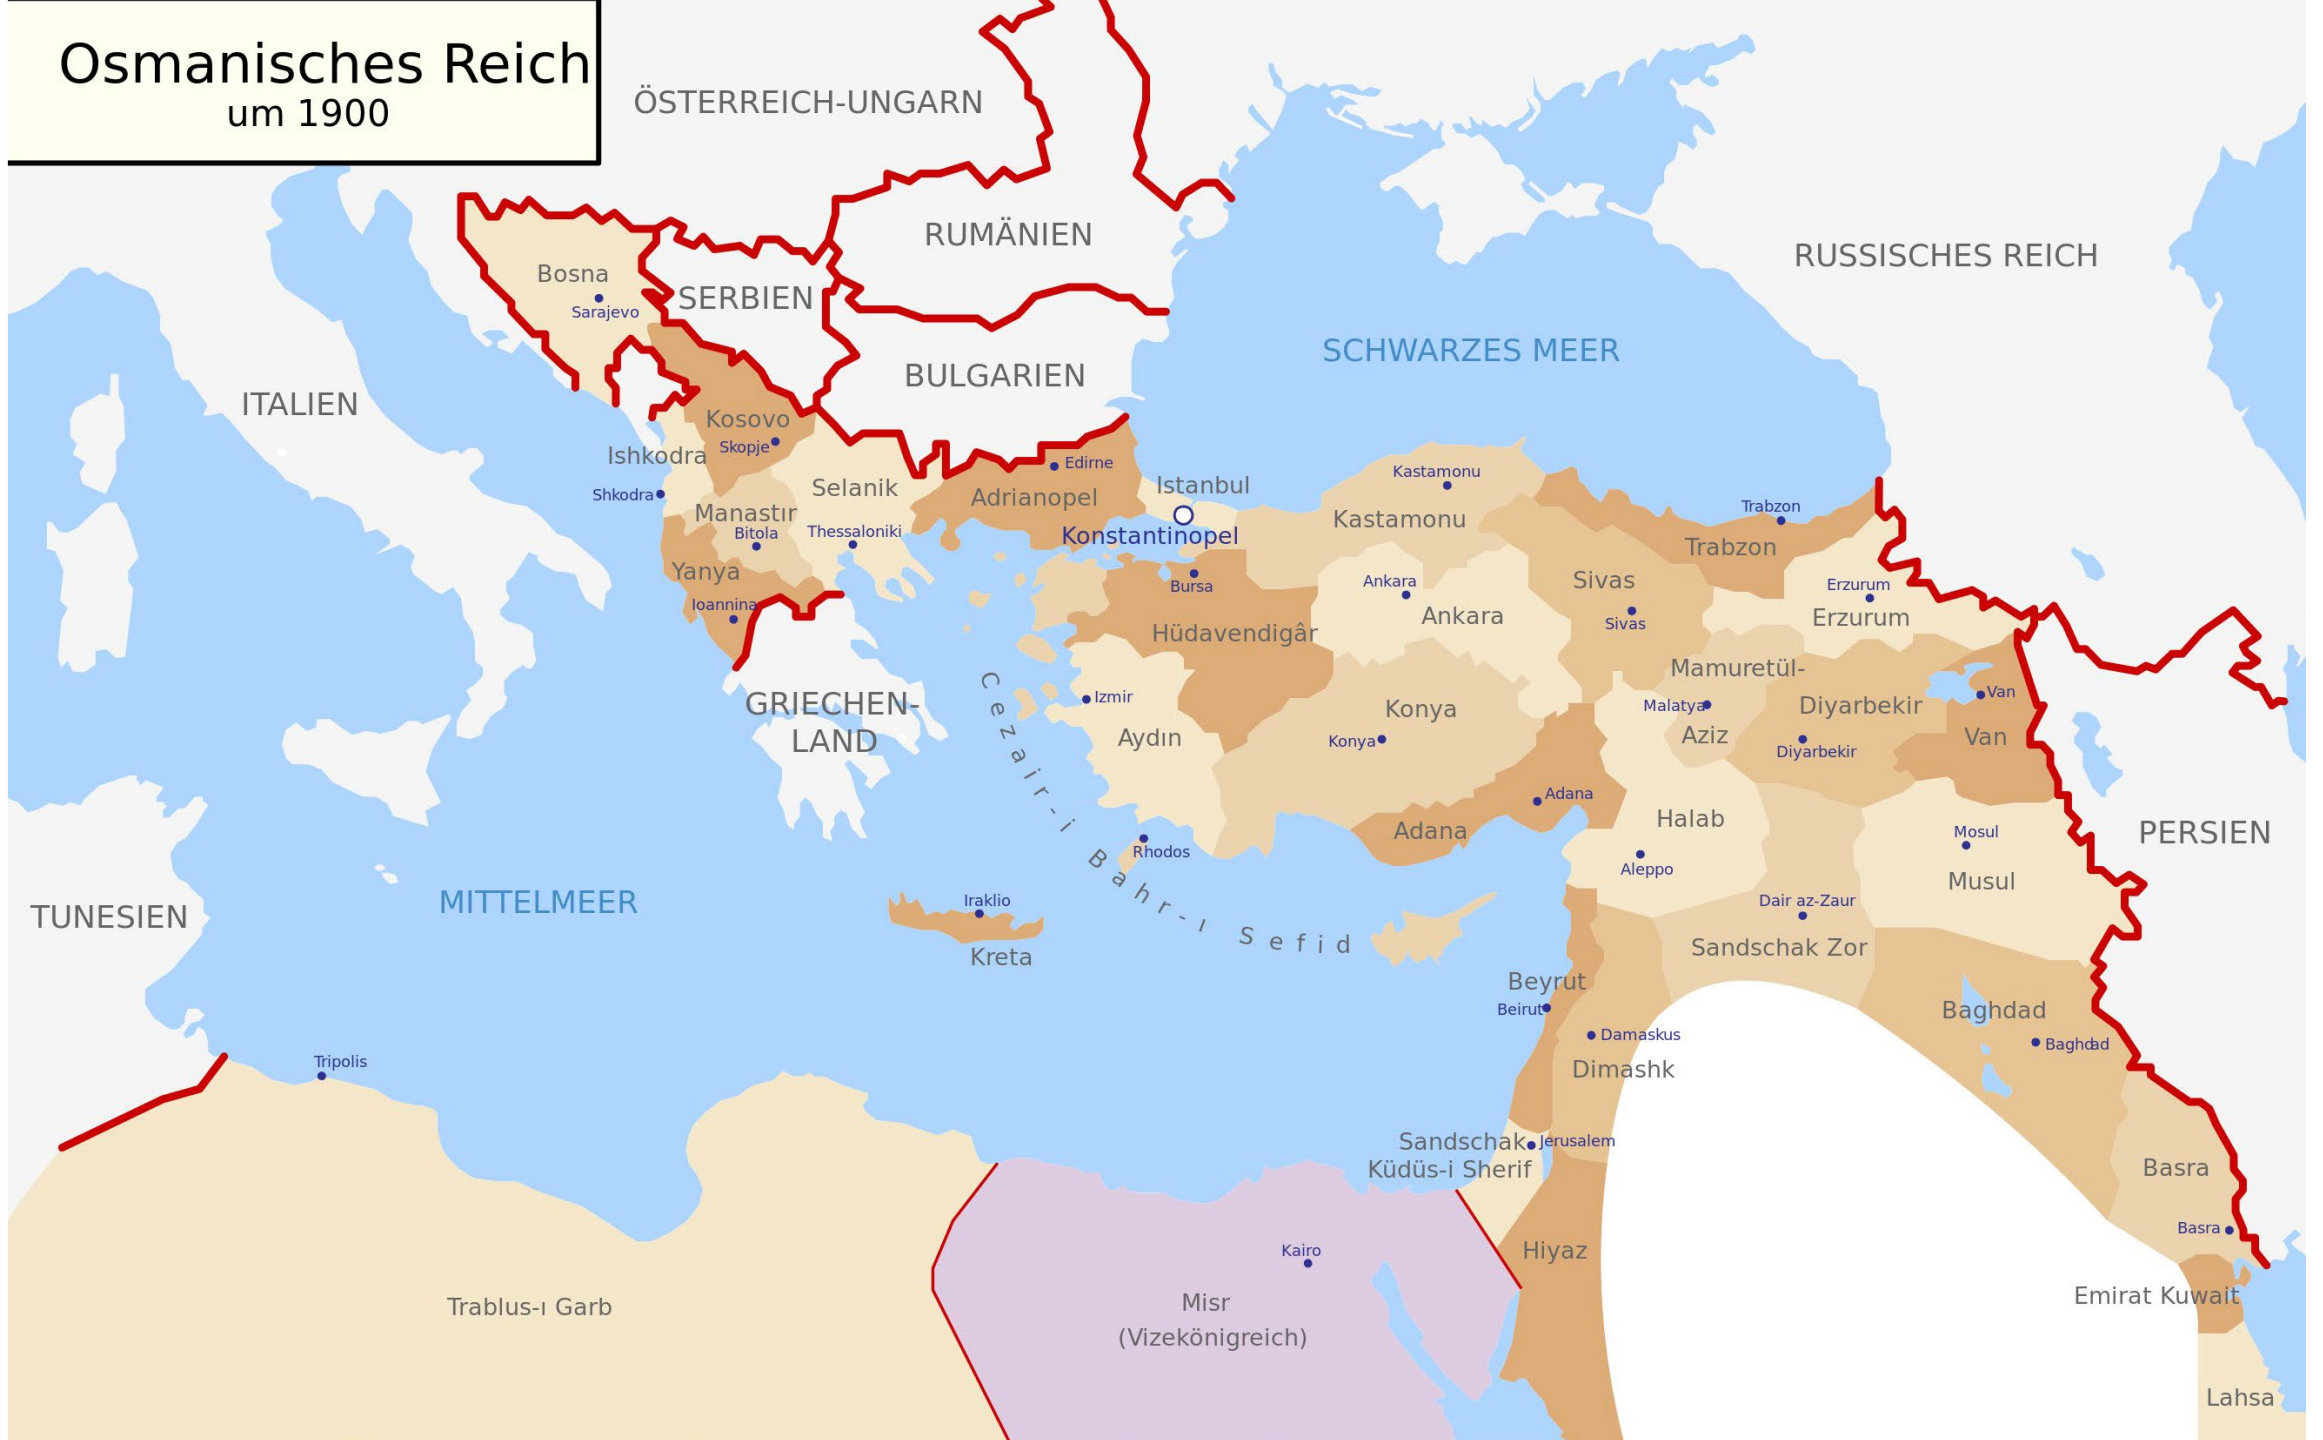 Osmanisches Reich
um 1900
ÖSTERREICH-UNGARN
RUMÄNIEN
RUSSISCHES REICH
Bosna
Sarajevo
SERBIEN
BULGARIEN
SCHWARZES MEER
ITALIEN
Kosovo
Skopje
Ishkodra
Shkodra
Selanik
Manastır
Bitola
Thessaloniki
Yanya
Ioannina
Edirne
Adrianopel
Istanbul
Konstantinopel
Bursa
Hüdavendigâr
Kastamonu
Kastamonu
Ankara
Ankara
Sivas
Sivas
Trabzon
Trabzon
Erzurum
Erzurum
Mamuretül-
Aziz
Malatya
Diyarbekir
Diyarbekir
Van
Van
GRIECHEN-
LAND
Izmir
Aydın
Konya
Konya
Adana
Adana
Halab
Aleppo
Mosul
Musul
PERSIEN
Rhodos
Cezair-i Bahr-ı Sefid
TUNESIEN
MITTELMEER
Iraklio
Kreta
Dair az-Zaur
Sandschak Zor
Beyrut
Beirut
Damaskus
Dimashk
Baghdad
Baghdad
Tripolis
Sandschak
Küdüs-i Sherif
Jerusalem
Basra
Basra
Hiyaz
Kairo
Misr
(Vizekönigreich)
Trablus-ı Garb
Emirat Kuwait
Lahsa